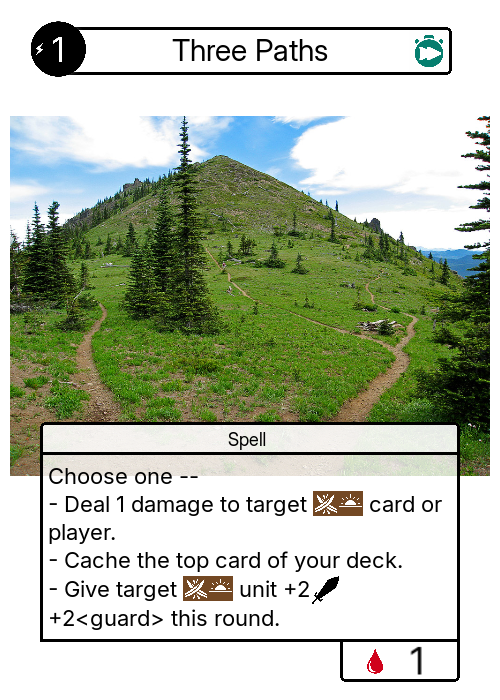 1 Three Paths
Spell
Choose one --
- Deal 1 damage to target card or
player.
- Cache the top card of your deck.
- Give target unit +2
+2<guard> this round.
1